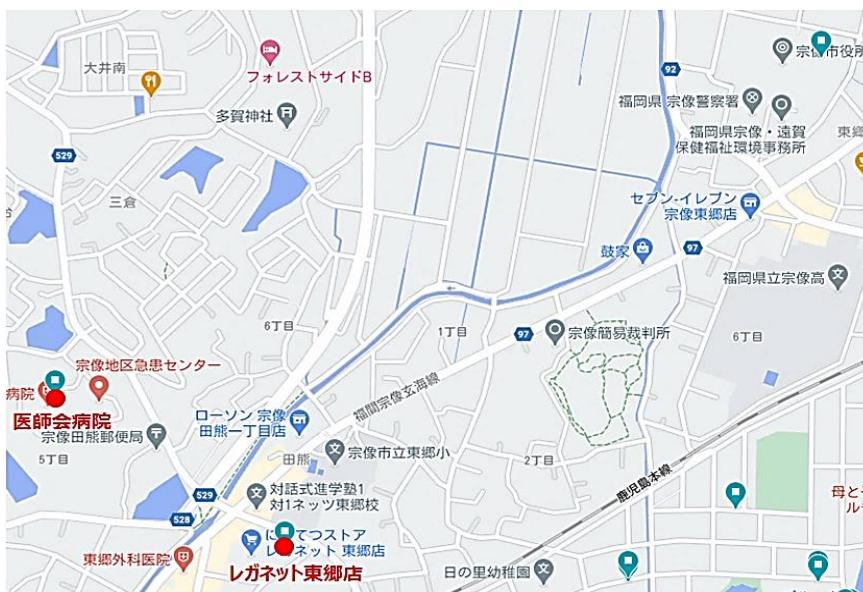 大井南
フォレストサイドB
92
宗像市役所
多賀神社
福岡県 宗像警察署
福岡県宗像・遠賀
保健福祉環境事務所
東郷
529
三倉
セブン-イレブン
宗像東郷店
鼓家
97
福岡県立宗像高
6丁目
1丁目
97
宗像簡易裁判所
6丁目
宗像地区急患センター
病院
医師会病院
福間宗像玄海線
ローソン 宗像
田熊一丁目店
宗像田熊郵便局
5丁目
田熊
宗像市立東郷小
2丁目
鹿児島本線
529
対話式進学塾1
対1ネッツ東郷校
528
母と
ル
にしてつストア
レガネット 東郷店
東郷外科医院
レガネット東郷店
日の里幼稚園